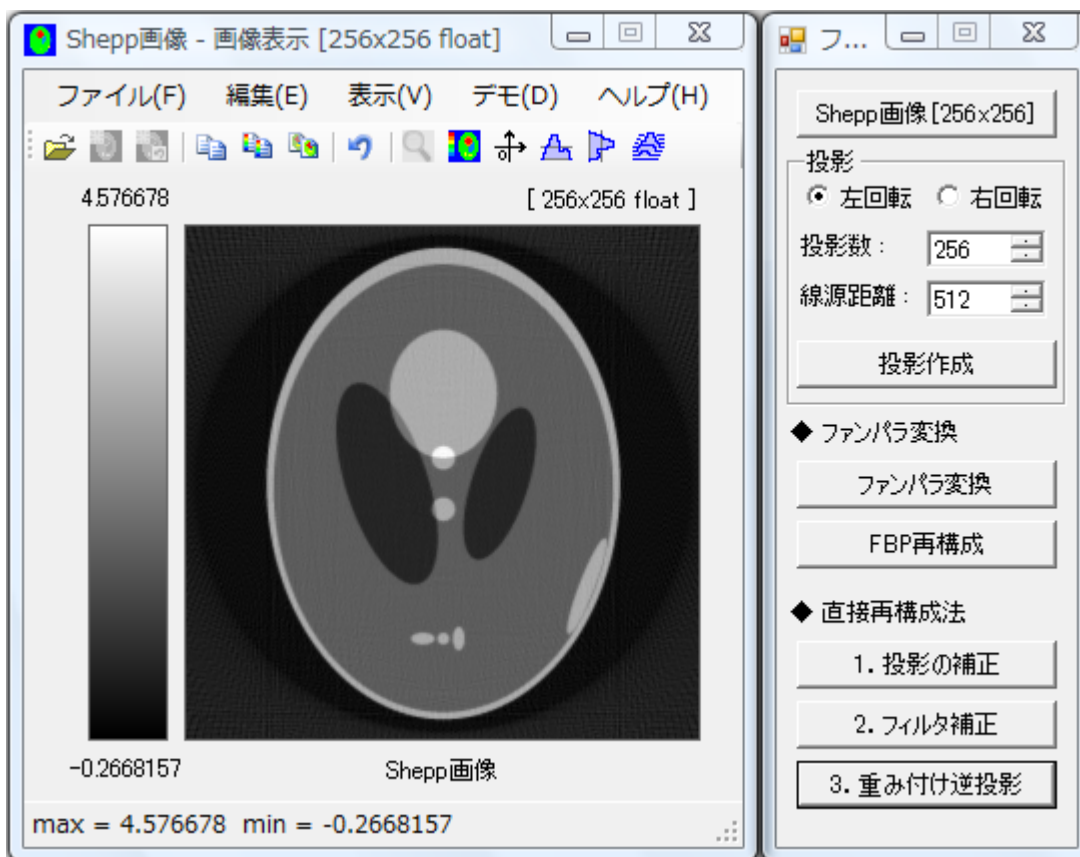 Shepp画像 - 画像表示 [256x256 float]
ファイル(F) 編集(E) 表示(V) デモ(D) ヘルプ(H)
4.576678
[ 256x256 float ]
-0.2668157
Shepp画像
max = 4.576678 min = -0.2668157
フ...
Shepp画像[256x256]
投影
左回転 右回転
投影数 : 256
線源距離 : 512
投影作成
◆ ファンパラ変換
ファンパラ変換
FBP再構成
◆ 直接再構成法
1. 投影の補正
2. フィルタ補正
3. 重み付け逆投影